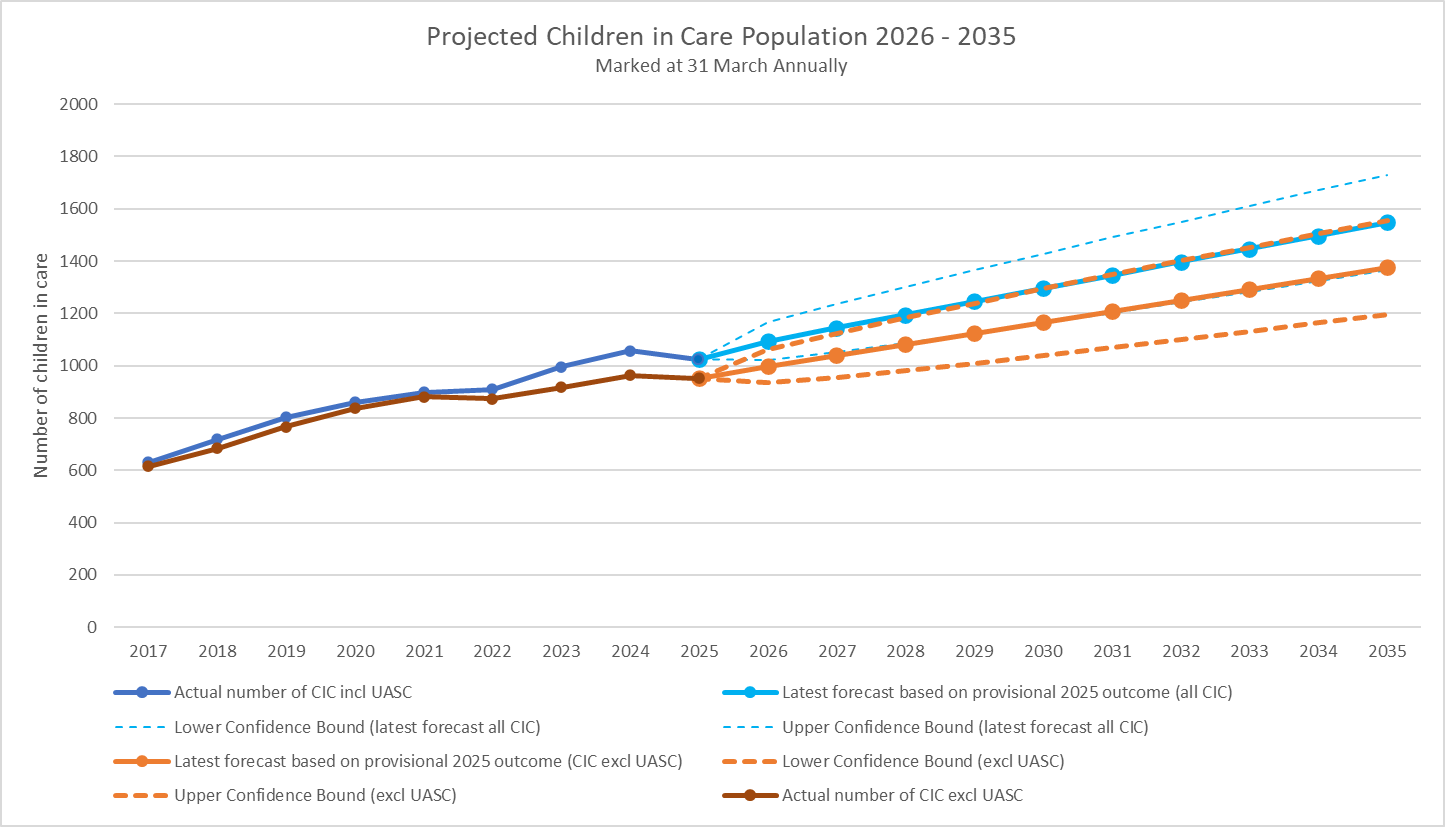 Projected Children in Care Population 2026 - 2035
Marked at 31 March Annually
Number of children in care
2000
1800
1600
1400
1200
1000
800
600
400
200
0
2017 2018 2019 2020 2021 2022 2023 2024 2025 2026 2027 2028 2029 2030 2031 2032 2033 2034 2035
Actual number of CIC incl UASC
Latest forecast based on provisional 2025 outcome (all CIC)
Lower Confidence Bound (latest forecast all CIC)
Upper Confidence Bound (latest forecast all CIC)
Latest forecast based on provisional 2025 outcome (CIC excl UASC)
Lower Confidence Bound (excl UASC)
Upper Confidence Bound (excl UASC)
Actual number of CIC excl UASC